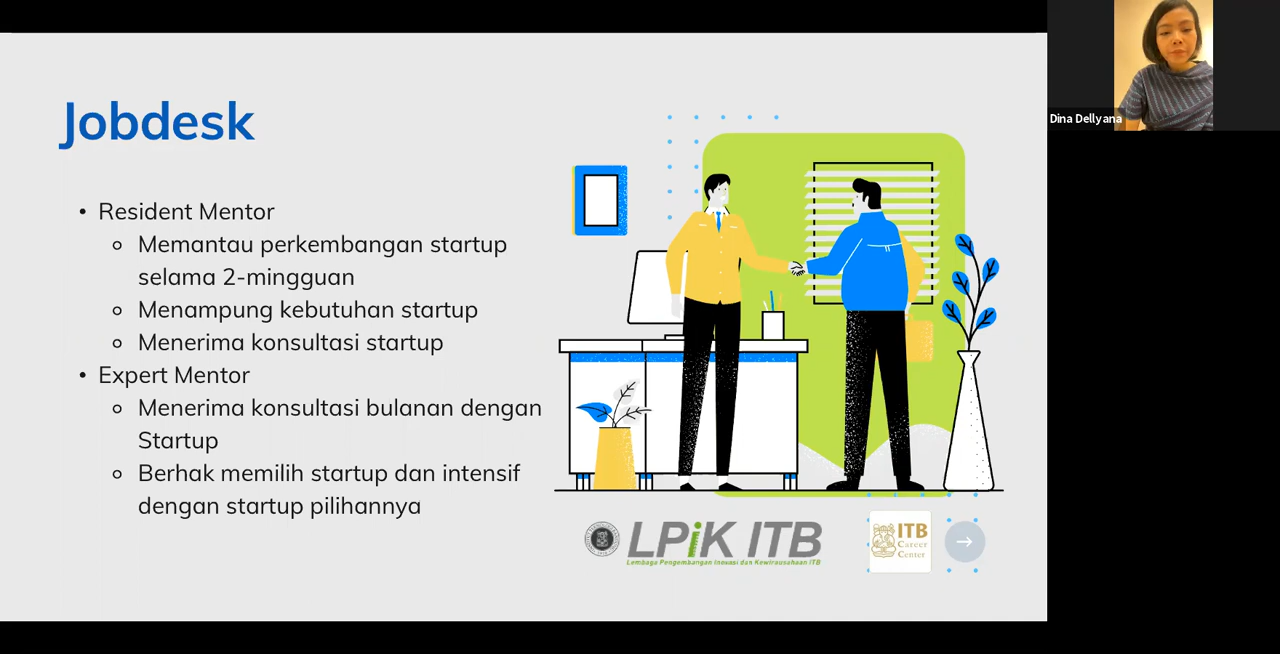 Jobdesk
• Resident Mentor
Memantau perkembangan startup
selama 2-mingguan
Menampung kebutuhan startup
Menerima konsultasi startup
• Expert Mentor
Menerima konsultasi bulanan dengan
Startup
Berhak memilih startup dan intensif
dengan startup pilihannya
LPiK ITB
Lembaga Pengembangan Inovasi dan Kewirausahaan ITB
ITB
Career
Center
Dina Dellyana